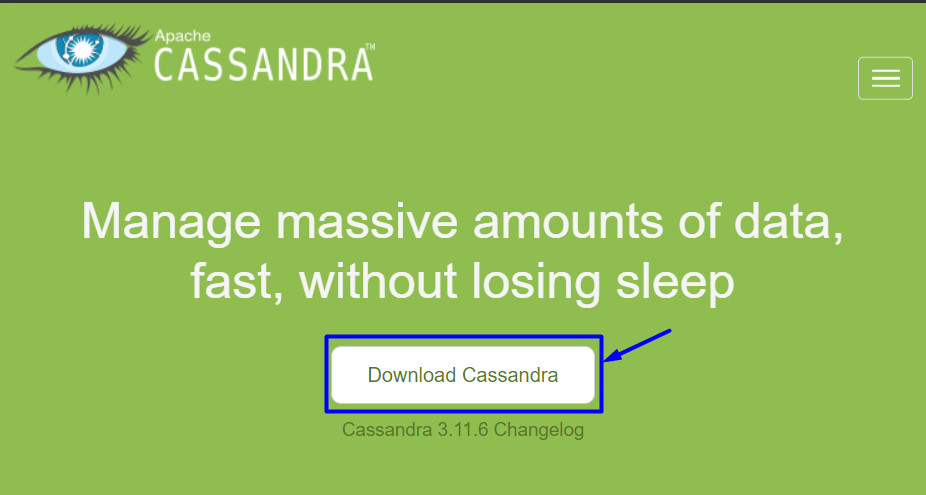 Apache
CASSANDRA™
Manage massive amounts of data,
fast, without losing sleep
Download Cassandra
Cassandra 3.11.6 Changelog